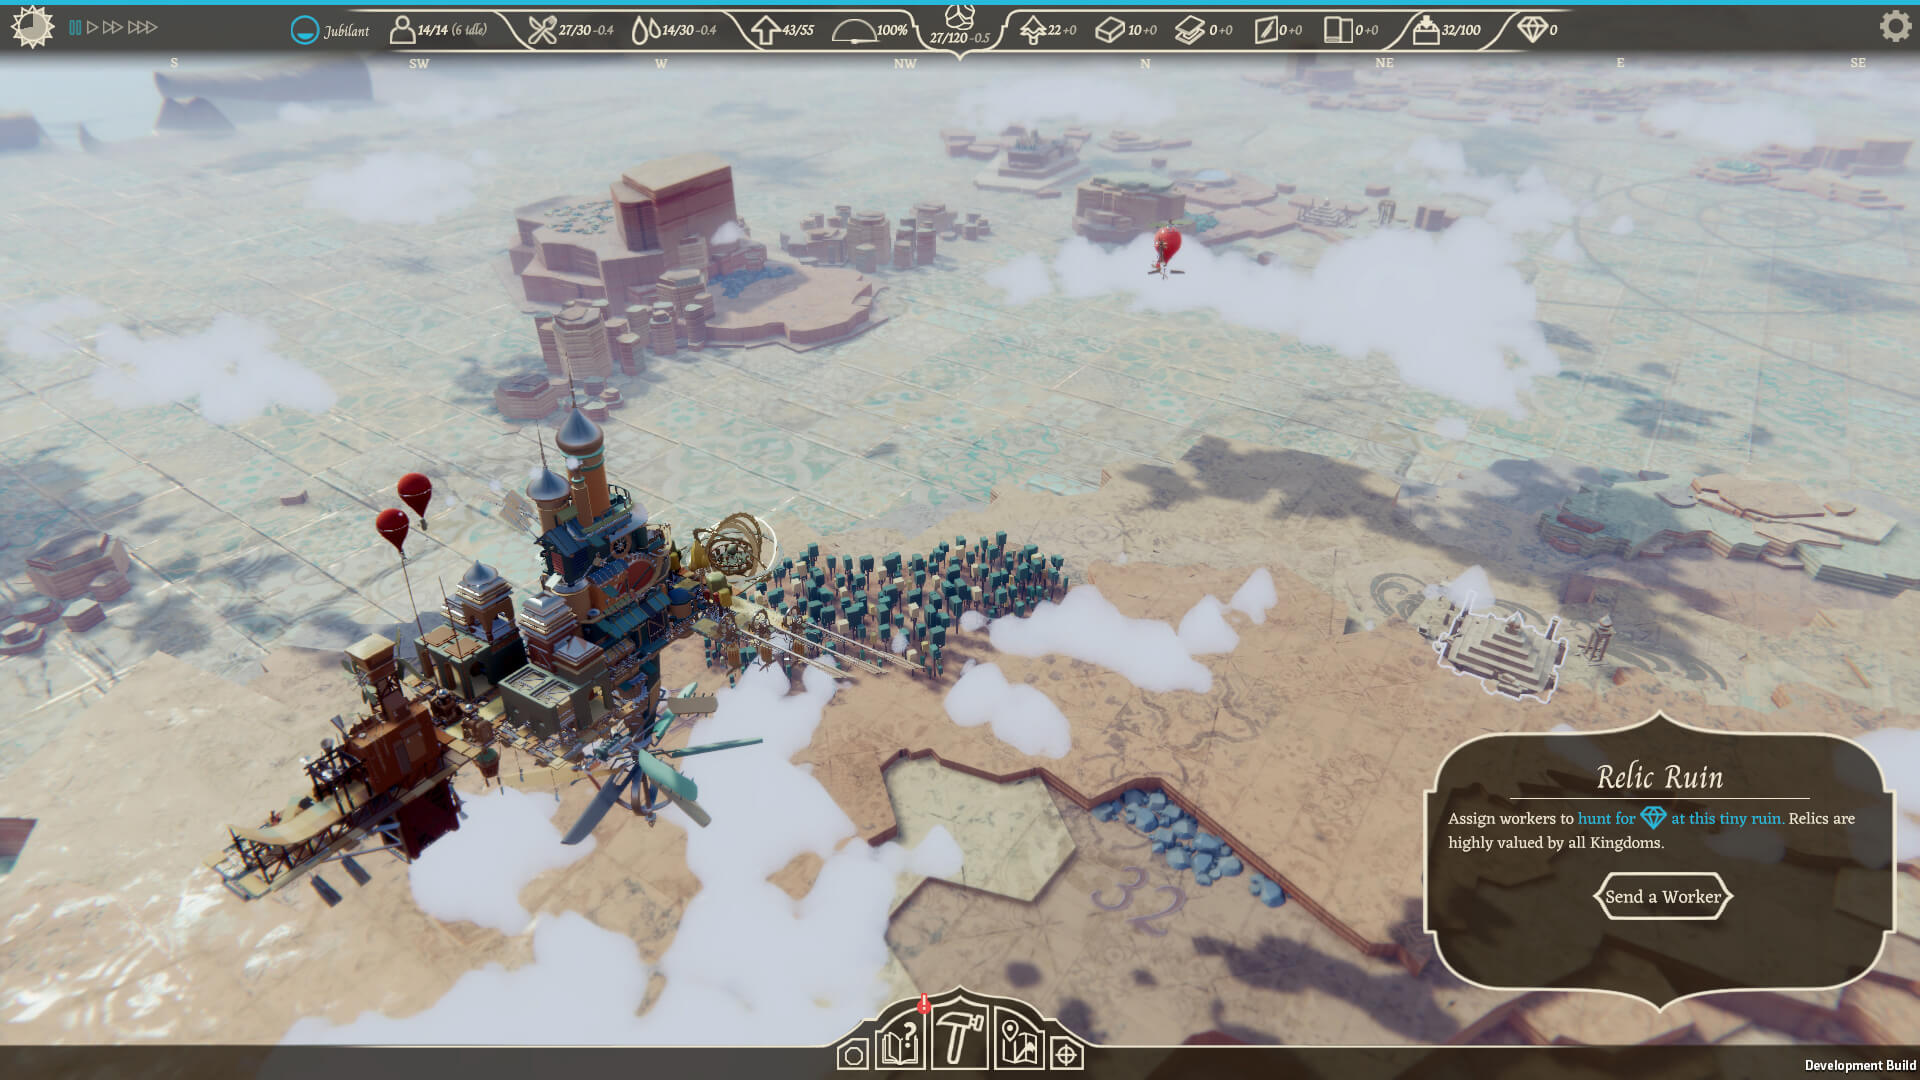 Jubilant 14/14 (6 idle) 27/30 -0.4 14/30 -0.4 43/55 100% 27/120 -0.5 22 +0 10 +0 0 +0 0 +0 0 +0 32/100 0
S SW W NW N NE E SE
32
Relic Ruin
Assign workers to hunt for at this tiny ruin. Relics are
highly valued by all Kingdoms.
Send a Worker
Development Build